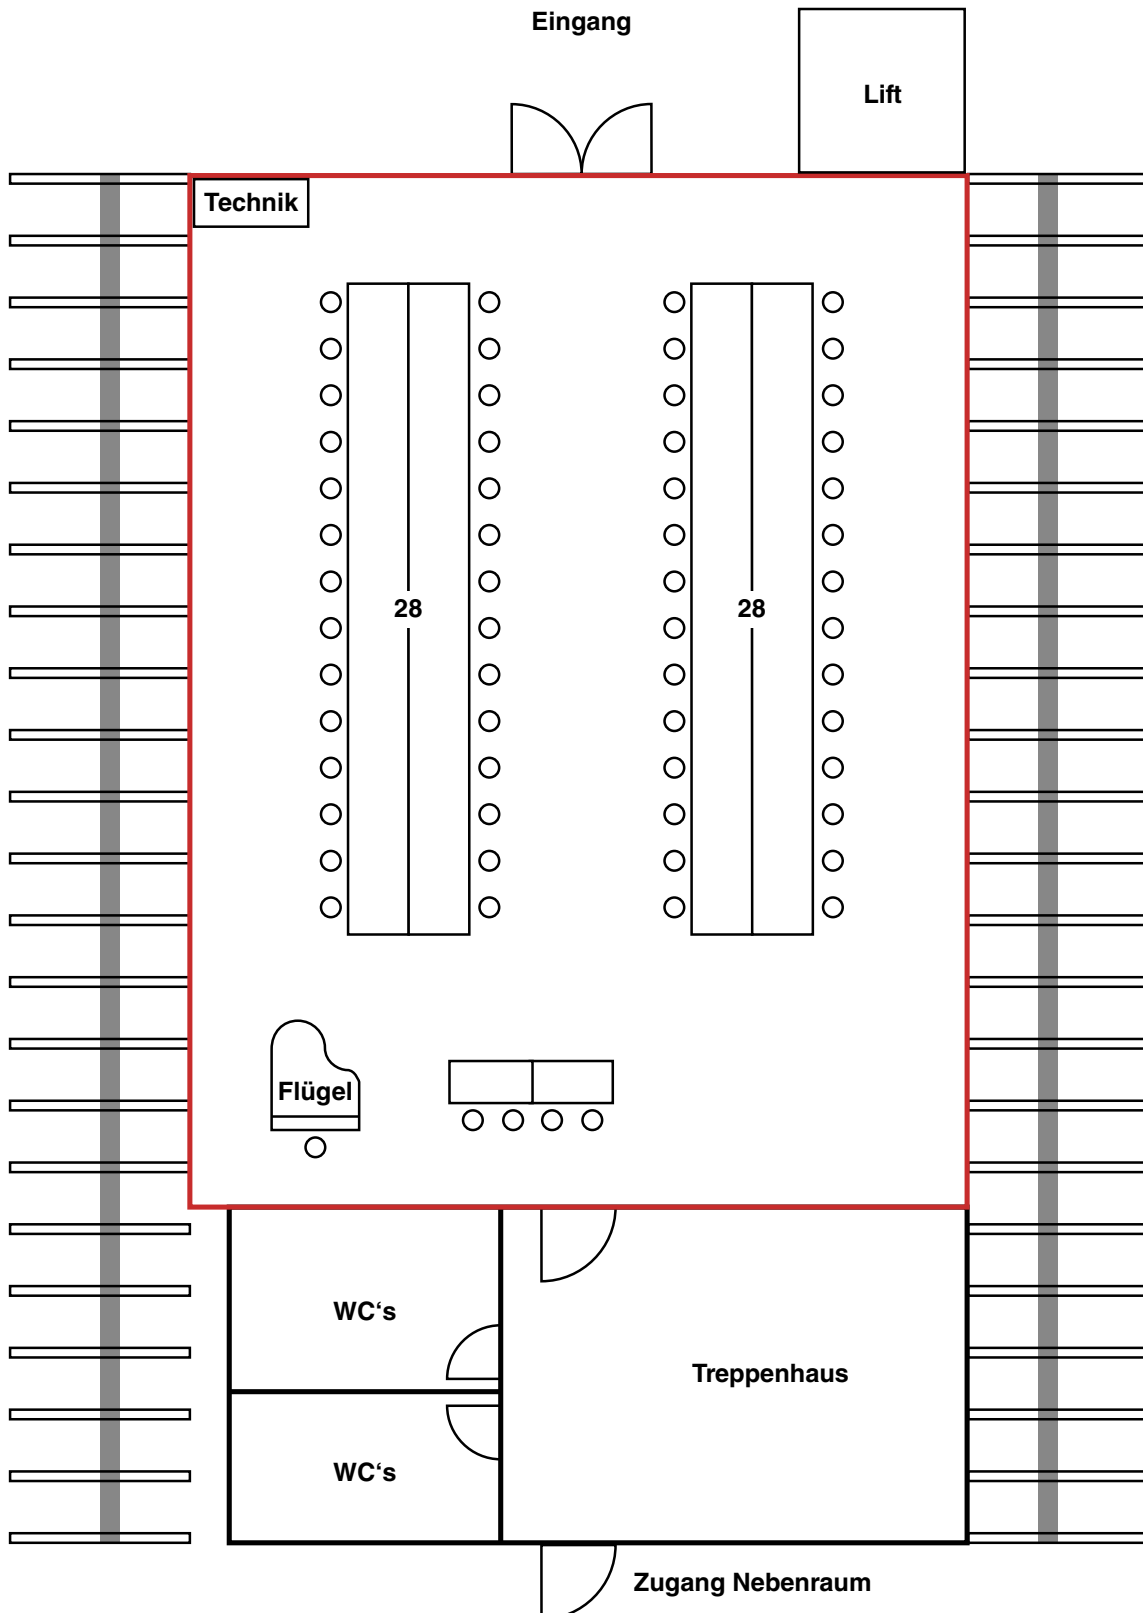 Eingang
Lift
Technik
28
28
Flügel
WC‘s
Treppenhaus
WC‘s
Zugang Nebenraum